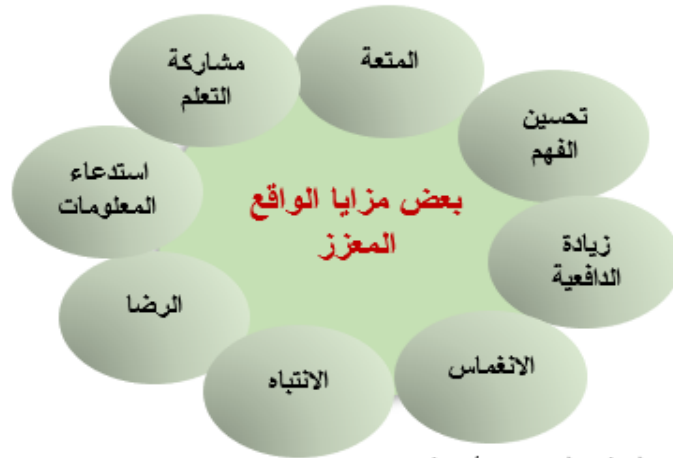 بعض مزايا الواقع
المعزز
المتعة
تحسين
الفهم
زيادة
الدافعية
الانغماس
الانتباه
الرضا
استدعاء
المعلومات
مشاركة
التعلم